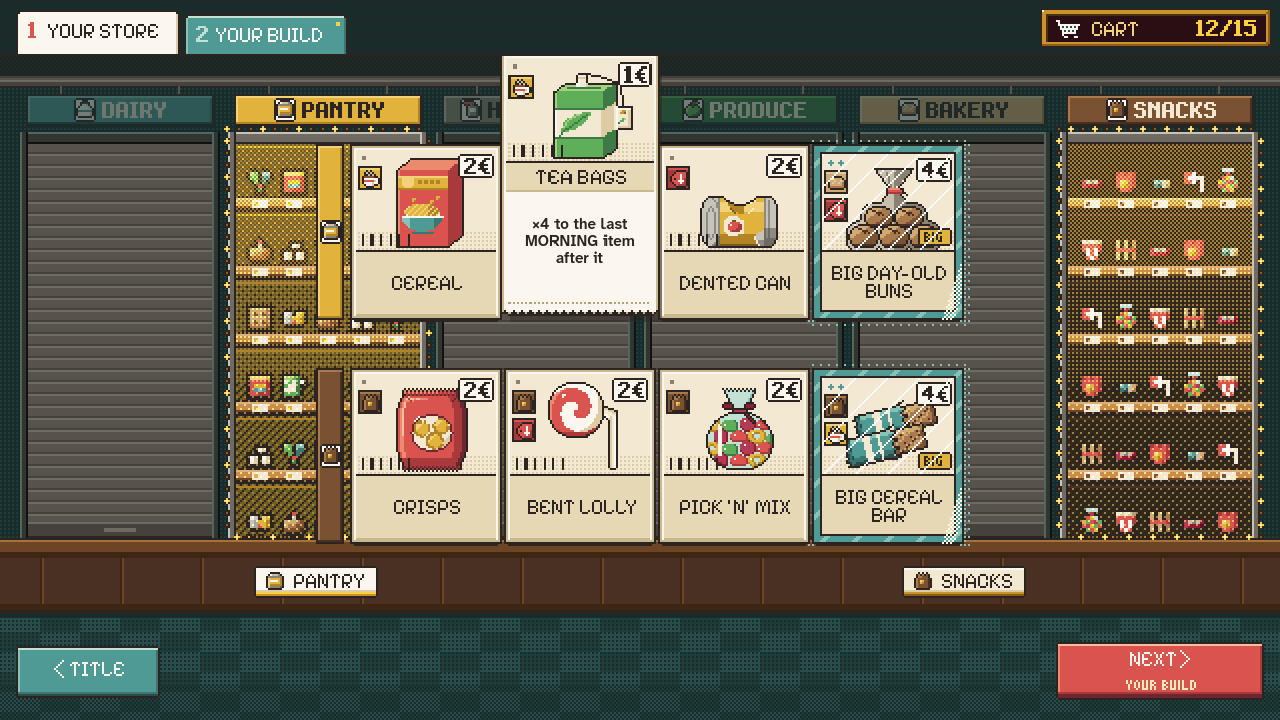 1 YOUR STORE
2 YOUR BUILD
CART 12/15
DAIRY
PANTRY
H
PRODUCE
BAKERY
SNACKS
2€
CEREAL
1€
TEA BAGS
×4 to the last
MORNING item
after it
2€
DENTED CAN
4€
BIG
BIG DAY-OLD
BUNS
2€
CRISPS
2€
BENT LOLLY
2€
PICK 'N' MIX
4€
BIG
BIG CEREAL
BAR
PANTRY
SNACKS
<TITLE
NEXT>
YOUR BUILD